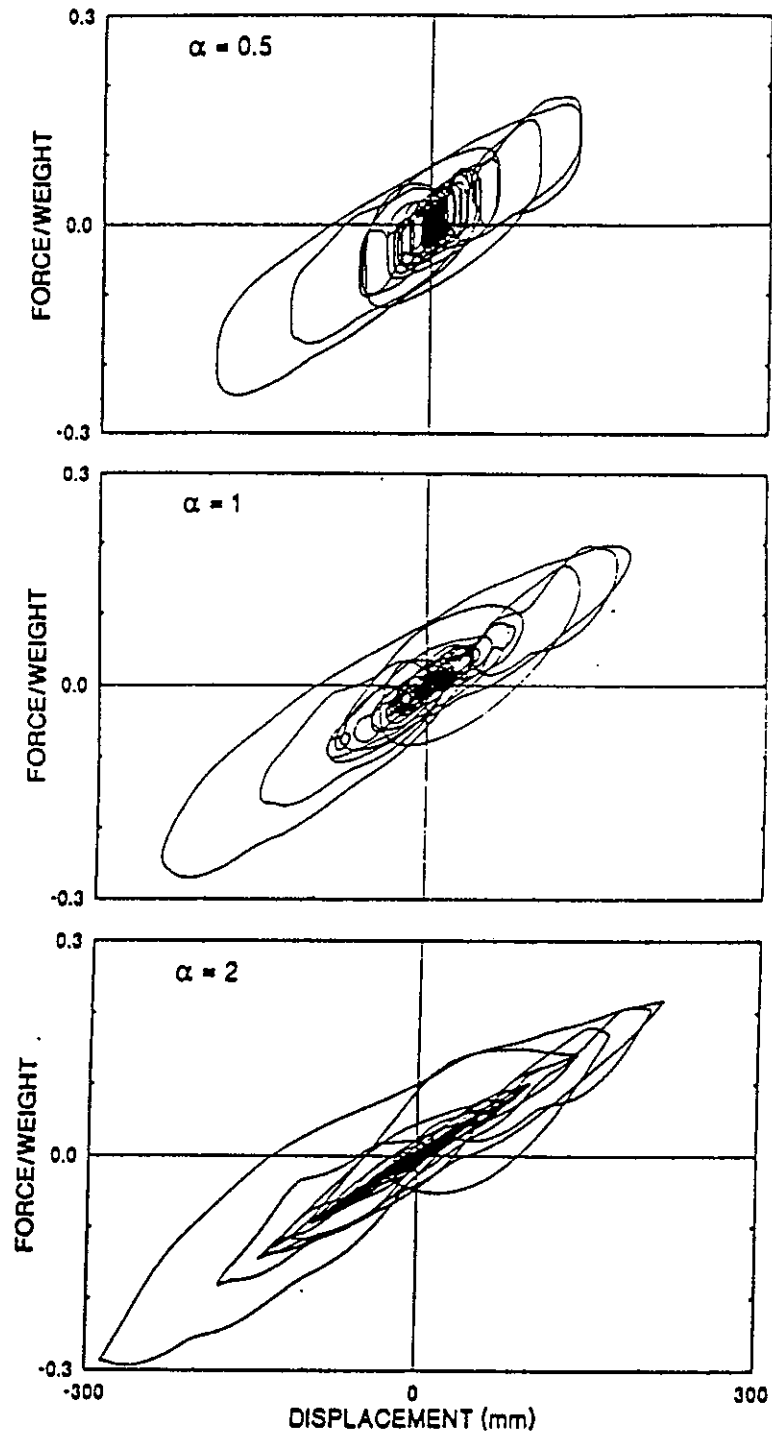 0.3
α = 0.5
FORCE/WEIGHT
0.0
-0.3
0.3
α = 1
FORCE/WEIGHT
0.0
-0.3
0.3
α = 2
FORCE/WEIGHT
0.0
-0.3
-300 0 300
DISPLACEMENT (mm)